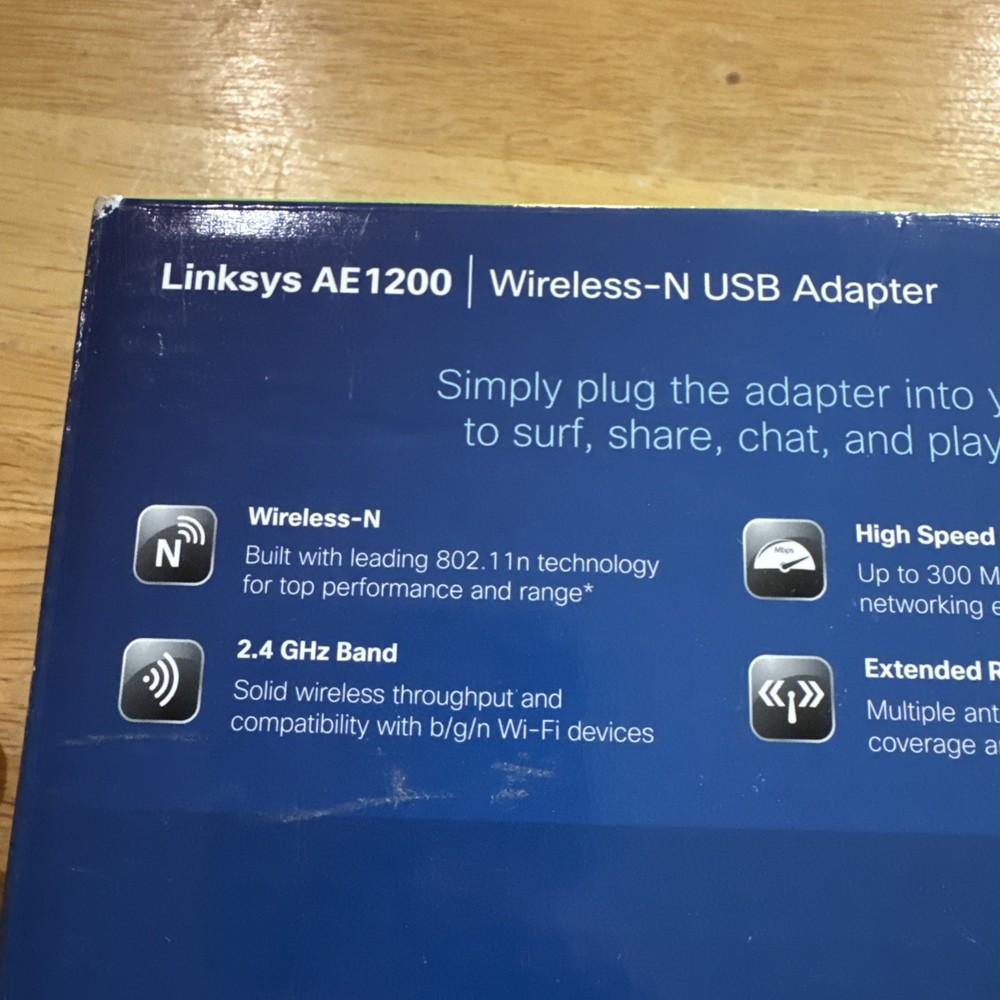 Linksys AE1200 | Wireless-N USB Adapter
Simply plug the adapter into
to surf, share, chat, and play
Wireless-N
Built with leading 802.11n technology
for top performance and range*
2.4 GHz Band
Solid wireless throughput and
compatibility with b/g/n Wi-Fi devices
N
Mbps
High Speed
Up to 300
networking
Extended
Multiple
coverage